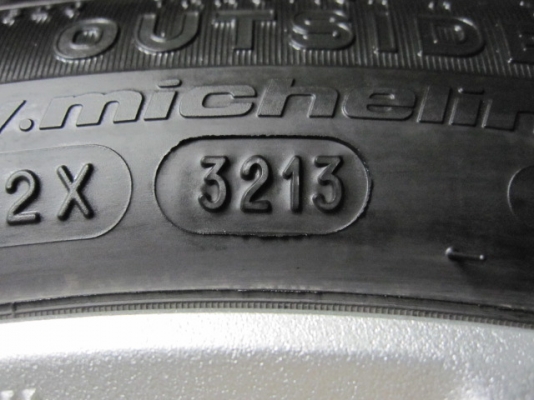 OUTSIDE
.michelin
2X 3213